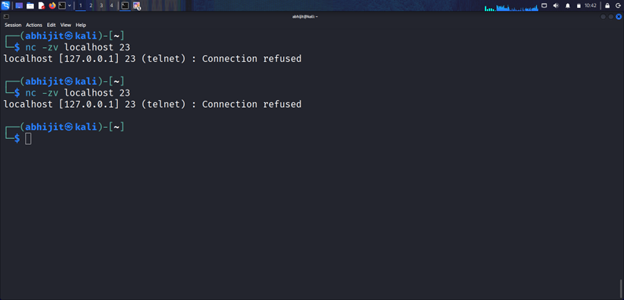 1 2 3 4
10:42
abhijit@kali:~
Session Actions Edit View Help
┌──(abhijit㉿kali)-[~]
└─$ nc -zv localhost 23
localhost [127.0.0.1] 23 (telnet) : Connection refused
┌──(abhijit㉿kali)-[~]
└─$ nc -zv localhost 23
localhost [127.0.0.1] 23 (telnet) : Connection refused
┌──(abhijit㉿kali)-[~]
└─$